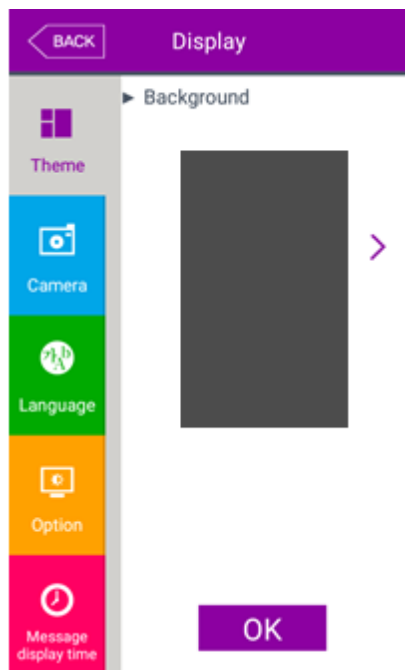 BACK
Display
► Background
Theme
Camera
Language
Option
Message
display time
OK